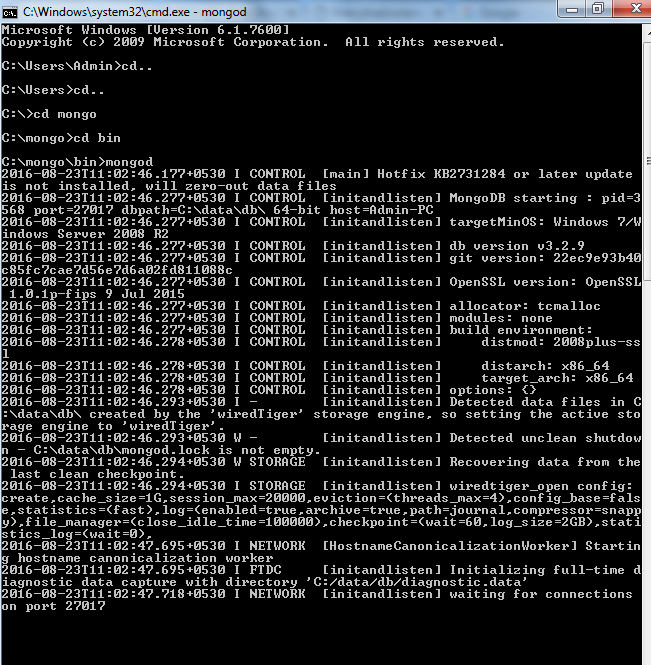 C:\Windows\system32\cmd.exe - mongod
Microsoft Windows [Version 6.1.7600]
Copyright (c) 2009 Microsoft Corporation.  All rights reserved.
C:\Users\Admin>cd..
C:\Users>cd..
C:\>cd mongo
C:\mongo>cd bin
C:\mongo\bin>mongod
2016-08-23T11:02:46.177+0530 I CONTROL  [main] Hotfix KB2731284 or later update
is not installed, will zero-out data files
2016-08-23T11:02:46.277+0530 I CONTROL  [initandlisten] MongoDB starting : pid=3
568 port=27017 dbpath=C:\data\db\ 64-bit host=Admin-PC
2016-08-23T11:02:46.277+0530 I CONTROL  [initandlisten] targetMinOS: Windows 7/W
indows Server 2008 R2
2016-08-23T11:02:46.277+0530 I CONTROL  [initandlisten] db version v3.2.9
2016-08-23T11:02:46.277+0530 I CONTROL  [initandlisten] git version: 22ec9e93b40
c85fc7cae7d56e7d6a02fd811088c
2016-08-23T11:02:46.277+0530 I CONTROL  [initandlisten] OpenSSL version: OpenSSL
 1.0.1p-fips 9 Jul 2015
2016-08-23T11:02:46.277+0530 I CONTROL  [initandlisten] allocator: tcmalloc
2016-08-23T11:02:46.277+0530 I CONTROL  [initandlisten] modules: none
2016-08-23T11:02:46.278+0530 I CONTROL  [initandlisten] build environment:
2016-08-23T11:02:46.278+0530 I CONTROL  [initandlisten]     distmod: 2008plus-ss
l
2016-08-23T11:02:46.278+0530 I CONTROL  [initandlisten]     distarch: x86_64
2016-08-23T11:02:46.278+0530 I CONTROL  [initandlisten]     target_arch: x86_64
2016-08-23T11:02:46.278+0530 I CONTROL  [initandlisten] options: {}
2016-08-23T11:02:46.293+0530 I -        [initandlisten] Detected data files in C
:\data\db\ created by the 'wiredTiger' storage engine, so setting the active sto
rage engine to 'wiredTiger'.
2016-08-23T11:02:46.293+0530 W -        [initandlisten] Detected unclean shutdow
n - C:\data\db\mongod.lock is not empty.
2016-08-23T11:02:46.294+0530 W STORAGE  [initandlisten] Recovering data from the
 last clean checkpoint.
2016-08-23T11:02:46.294+0530 I STORAGE  [initandlisten] wiredtiger_open config:
create,cache_size=1G,session_max=20000,eviction=(threads_max=4),config_base=fals
e,statistics=(fast),log=(enabled=true,archive=true,path=journal,compressor=snapp
y),file_manager=(close_idle_time=100000),checkpoint=(wait=60,log_size=2GB),stati
stics_log=(wait=0),
2016-08-23T11:02:47.695+0530 I NETWORK  [HostnameCanonicalizationWorker] Startin
g hostname canonicalization worker
2016-08-23T11:02:47.695+0530 I FTDC     [initandlisten] Initializing full-time d
iagnostic data capture with directory 'C:/data/db/diagnostic.data'
2016-08-23T11:02:47.718+0530 I NETWORK  [initandlisten] waiting for connections
on port 27017